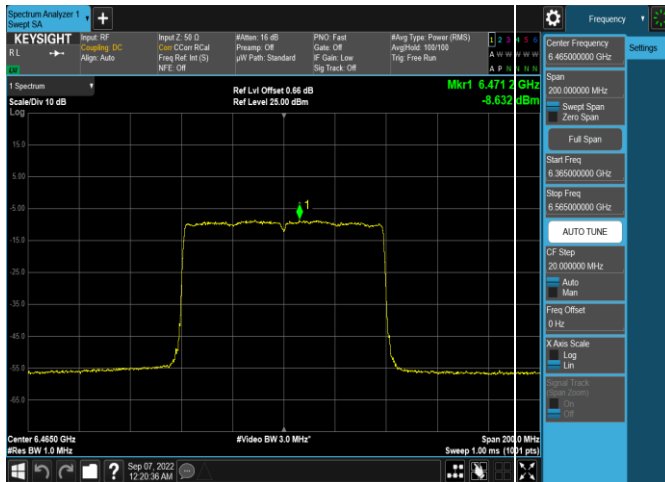 Spectrum Analyzer 1
Swept SA
+
Frequency
KEYSIGHT
Input: RF
Input Z: 50 Ω
#Atten: 16 dB
PNO: Fast
#Avg Type: Power (RMS)
1 2 3 4 5 6
RL
Coupling: DC
Corr CCorr RCal
Preamp: Off
Gate: Off
Avg|Hold: 100/100
A W W W W W
Align: Auto
Freq Ref: Int (S)
µW Path: Standard
IF Gain: Low
Trig: Free Run
NFE: Off
Sig Track: Off
A P N N N N
1 Spectrum
Scale/Div 10 dB
Log
Ref Lvl Offset 0.66 dB
Ref Level 25.00 dBm
Mkr1 6.471 2 GHz
-8.632 dBm
15.0
5.00
-5.00
-15.0
-25.0
-35.0
-45.0
-55.0
-65.0
1
Center 6.4650 GHz
#Video BW 3.0 MHz*
Span 200.0 MHz
#Res BW 1.0 MHz
Sweep 1.00 ms (1001 pts)
Sep 07, 2022
12:20:36 AM
?
Center Frequency
6.465000000 GHz
Settings
Span
200.000000 MHz
Swept Span
Zero Span
Full Span
Start Freq
6.365000000 GHz
Stop Freq
6.565000000 GHz
AUTO TUNE
CF Step
20.000000 MHz
Auto
Man
Freq Offset
0 Hz
X Axis Scale
Log
Lin
Signal Track
(Span Zoom)
On
Off